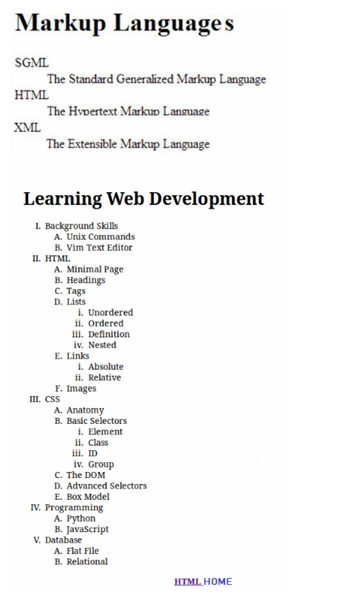 Markup Languages
SGML
The Standard Generalized Markup Language
HTML
The Hypertext Markup Language
XML
The Extensible Markup Language
Learning Web Development
I. Background Skills
A. Unix Commands
B. Vim Text Editor
II. HTML
A. Minimal Page
B. Headings
C. Tags
D. Lists
i. Unordered
ii. Ordered
iii. Definition
iv. Nested
E. Links
i. Absolute
ii. Relative
F. Images
III. CSS
A. Anatomy
B. Basic Selectors
i. Element
ii. Class
iii. ID
iv. Group
C. The DOM
D. Advanced Selectors
E. Box Model
IV. Programming
A. Python
B. JavaScript
V. Database
A. Flat File
B. Relational
HTML HOME